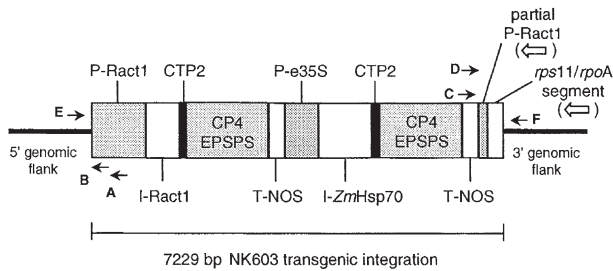 partial
P-Ract1
P-Ract1 CTP2 P-e35S CTP2 D rps11/rpoA
segment
E C F
CP4
EPSPS
CP4
EPSPS
5' genomic
flank
3' genomic
flank
B A
I-Ract1 T-NOS I-ZmHsp70 T-NOS
7229 bp NK603 transgenic integration